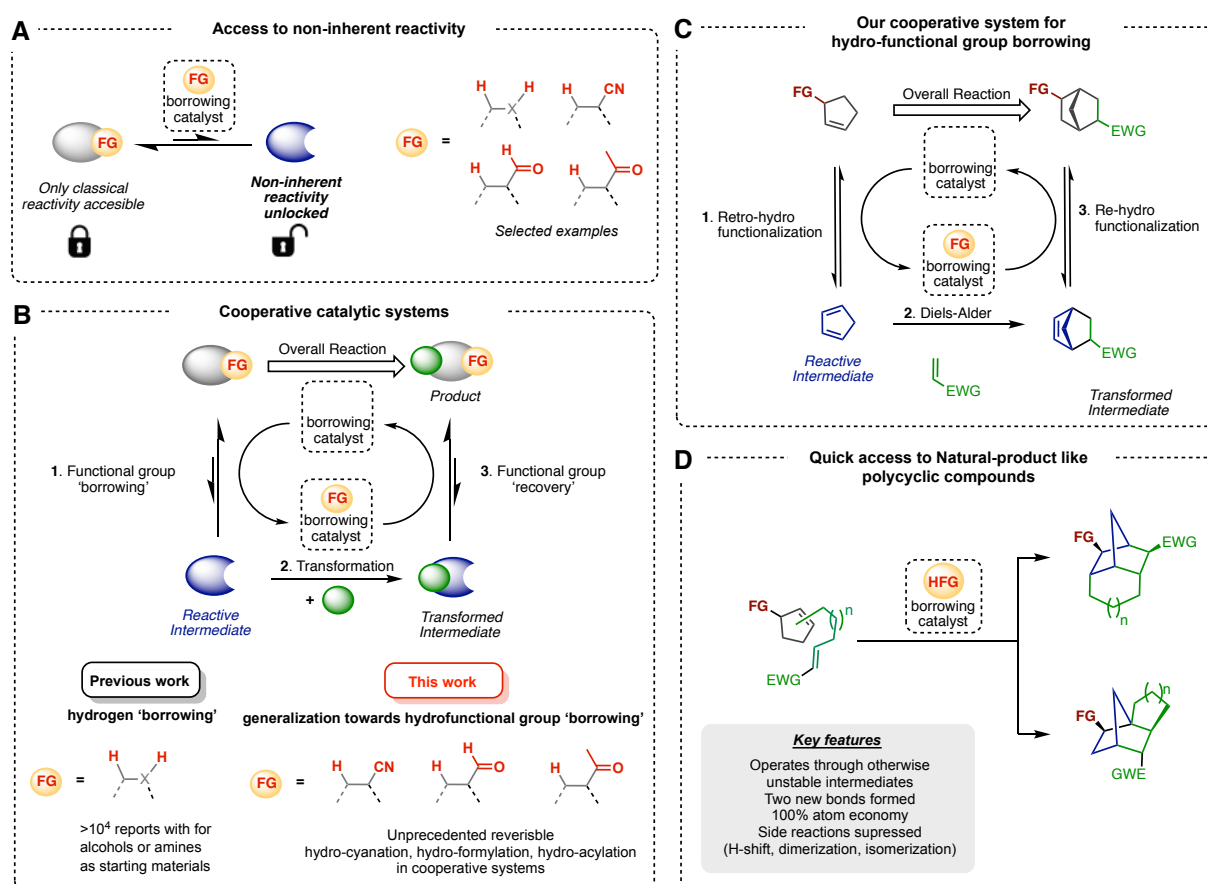 A
Access to non-inherent reactivity
FG
borrowing
catalyst
FG
Only classical
reactivity accesible
Non-inherent
reactivity
unlocked
FG =
H
X
H
H
CN
H
H
O
H
O
Selected examples
B
Cooperative catalytic systems
FG
Overall Reaction
FG
Product
borrowing
catalyst
1. Functional group
'borrowing'
3. Functional group
'recovery'
FG
borrowing
catalyst
2. Transformation
+
Reactive
Intermediate
Transformed
Intermediate
Previous work
hydrogen 'borrowing'
FG =
H
X
H
>10⁴ reports with for
alcohols or amines
as starting materials
This work
generalization towards hydrofunctional group 'borrowing'
FG =
H
CN
H
H
O
H
O
Unprecedented reverisble
hydro-cyanation, hydro-formylation, hydro-acylation
in cooperative systems
C
Our cooperative system for
hydro-functional group borrowing
FG
Overall Reaction
FG
EWG
borrowing
catalyst
1. Retro-hydro
functionalization
3. Re-hydro
functionalization
FG
borrowing
catalyst
2. Diels-Alder
EWG
Reactive
Intermediate
EWG
Transformed
Intermediate
D
Quick access to Natural-product like
polycyclic compounds
FG
n
EWG
HFG
borrowing
catalyst
FG
EWG
n
FG
n
GWE
Key features
Operates through otherwise
unstable intermediates
Two new bonds formed
100% atom economy
Side reactions supressed
(H-shift, dimerization, isomerization)